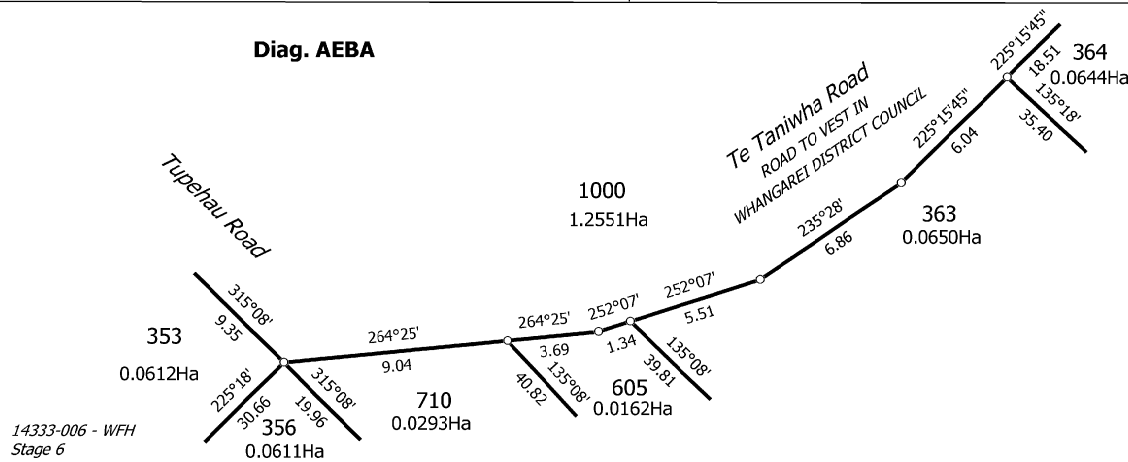 Diag. AEBA
225°15'45"
18.51
364
0.0644Ha
135°18'
35.40
Te Taniwha Road
ROAD TO VEST IN
WHANGAREI DISTRICT COUNCIL
225°15'45"
6.04
Tupehau Road
1000
1.2551Ha
235°28'
6.86
363
0.0650Ha
315°08'
9.35
353
0.0612Ha
264°25'
9.04
264°25'
3.69
252°07'
1.34
252°07'
5.51
135°08'
39.81
135°08'
40.82
605
0.0162Ha
710
0.0293Ha
225°18'
30.66
315°08'
19.96
356
0.0611Ha
14333-006 - WFH
Stage 6